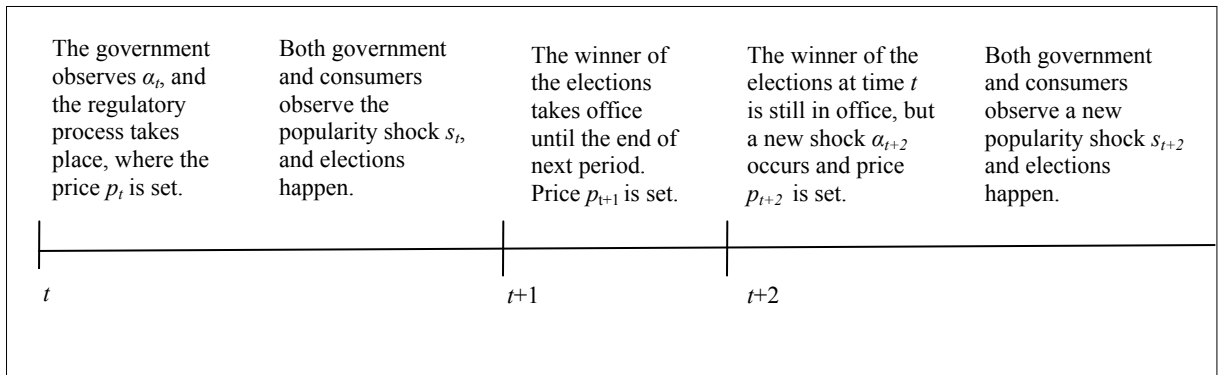 The government
observes αt, and
the regulatory
process takes
place, where the
price pt is set.
Both government
and consumers
observe the
popularity shock st,
and elections
happen.
The winner of
the elections
takes office
until the end of
next period.
Price pt+1 is set.
The winner of the
elections at time t
is still in office, but
a new shock αt+2
occurs and price
pt+2 is set.
Both government
and consumers
observe a new
popularity shock st+2
and elections
happen.
t
t+1
t+2